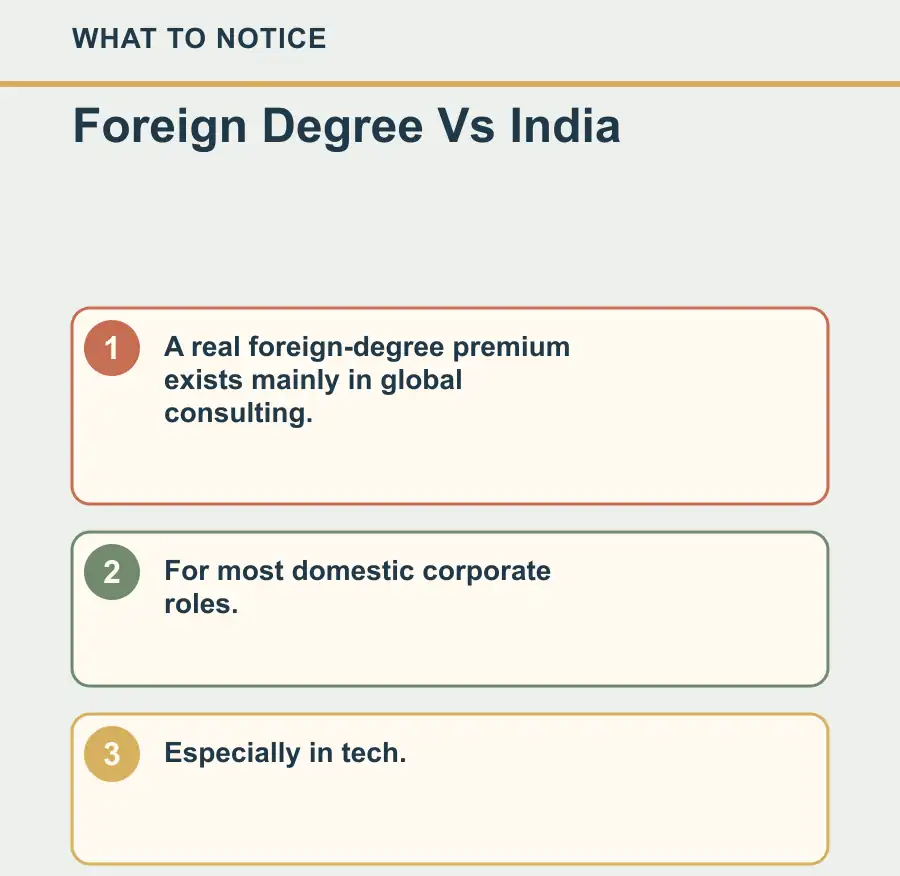 WHAT TO NOTICE
Foreign Degree Vs India
1
A real foreign-degree premium
exists mainly in global
consulting.
2
For most domestic corporate
roles.
3
Especially in tech.